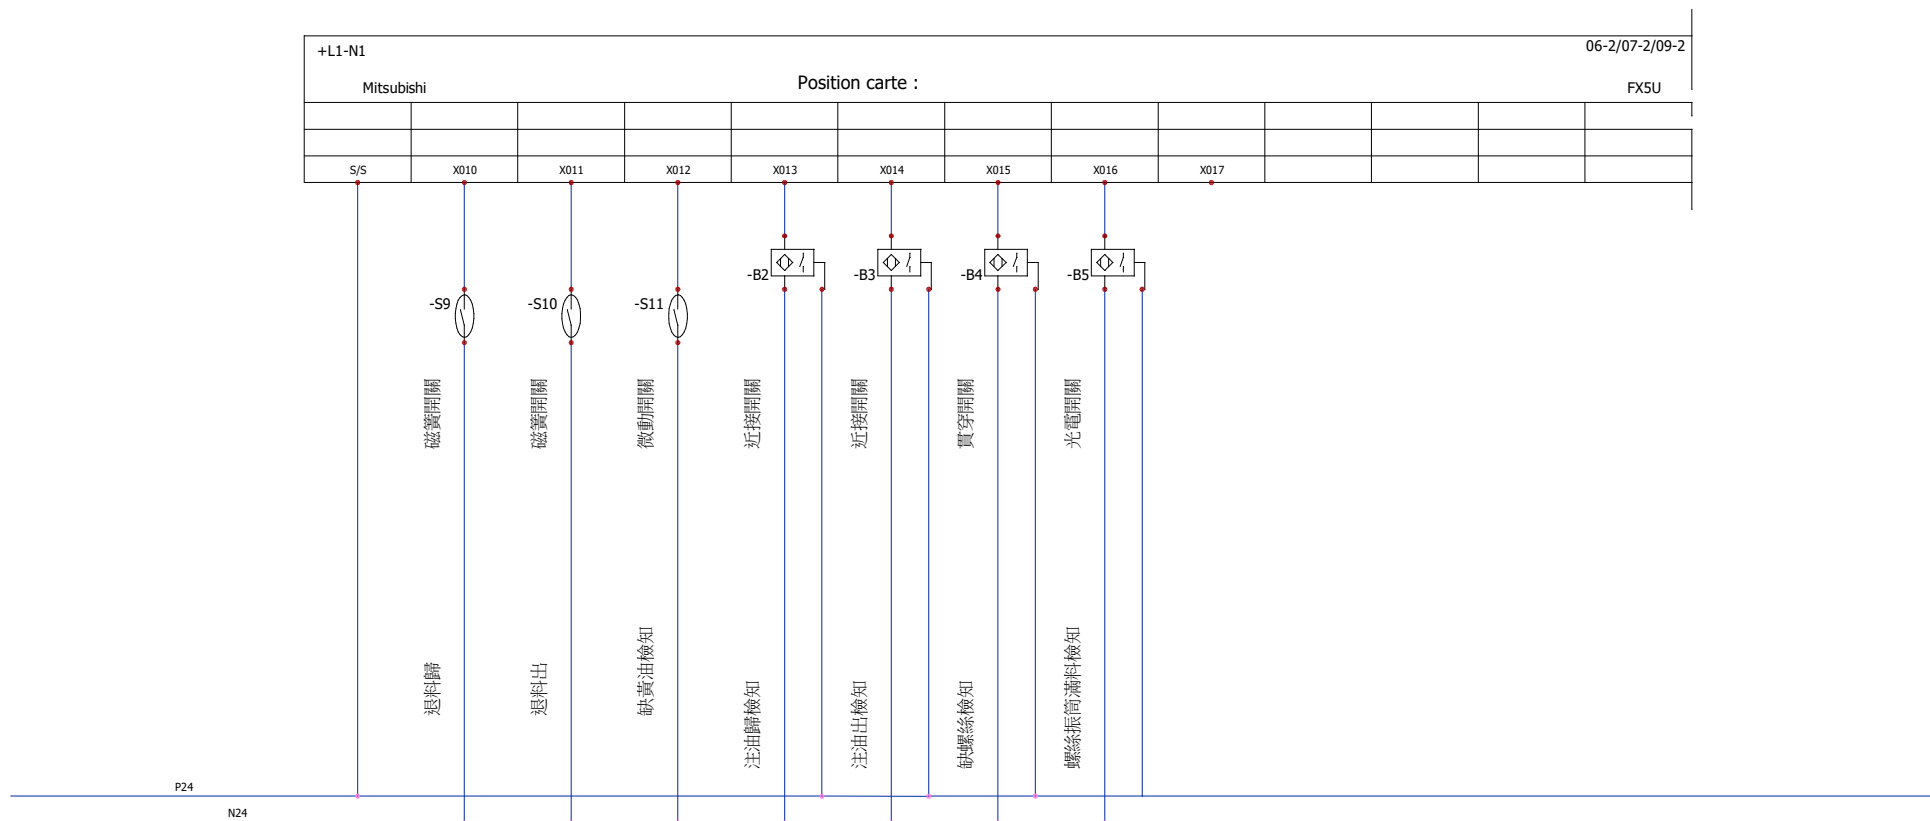 +L1-N1
06-2/07-2/09-2
Mitsubishi
Position carte :
FX5U
S/S
X010
X011
X012
X013
X014
X015
X016
X017
-B2
-B3
-B4
-B5
-S9
-S10
-S11
磁簧開關
磁簧開關
微動開關
近接開關
近接開關
貫穿開關
光電開關
退料歸
退料出
缺黃油檢知
注油歸檢知
注油出檢知
缺螺絲檢知
螺絲振筒滿料檢知
P24
N24